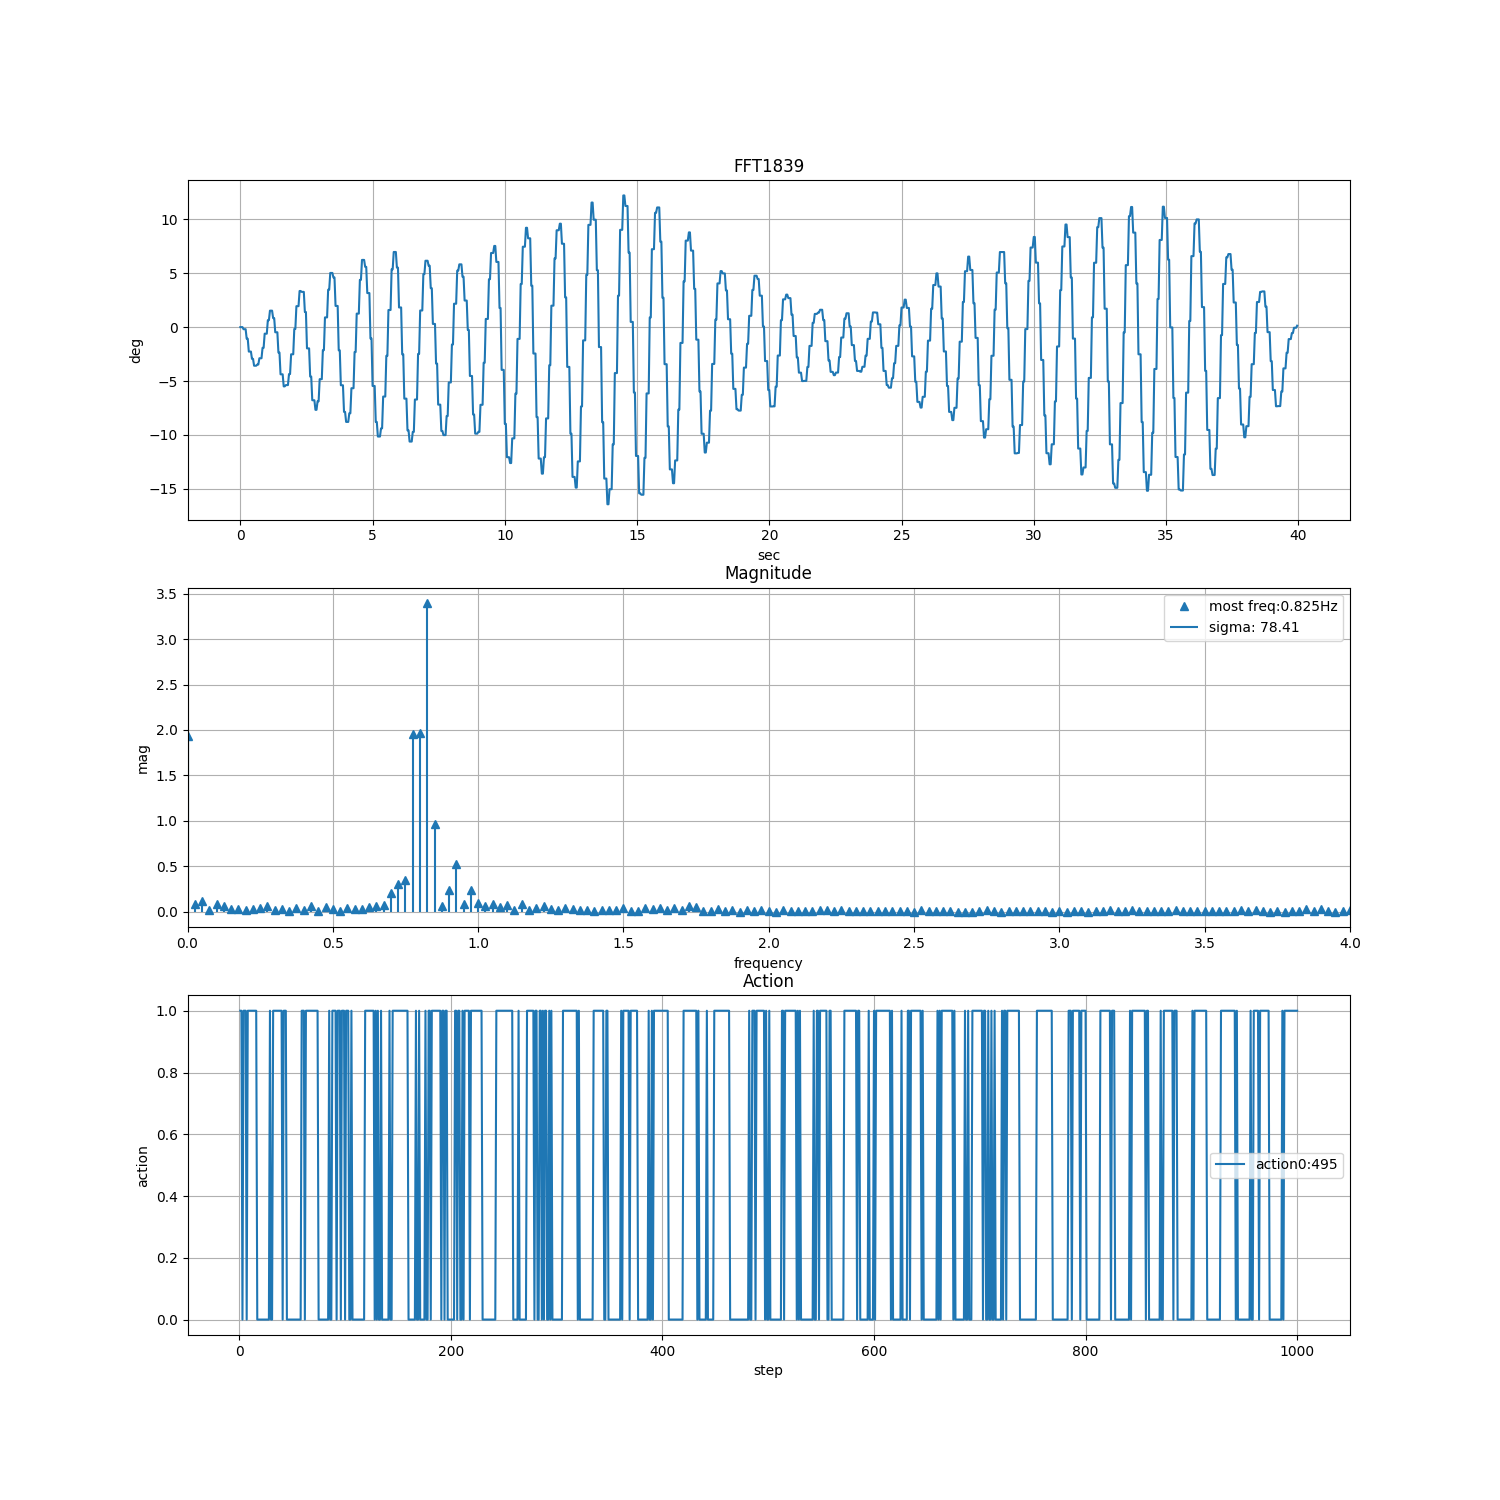 FFT1839
10
5
0
−5
−10
−15
deg
0 5 10 15 20 25 30 35 40
sec
Magnitude
3.5
3.0
2.5
2.0
1.5
1.0
0.5
0.0
mag
most freq:0.825Hz
sigma: 78.41
0.0 0.5 1.0 1.5 2.0 2.5 3.0 3.5 4.0
frequency
Action
1.0
0.8
0.6
0.4
0.2
0.0
action
action0:495
0 200 400 600 800 1000
step